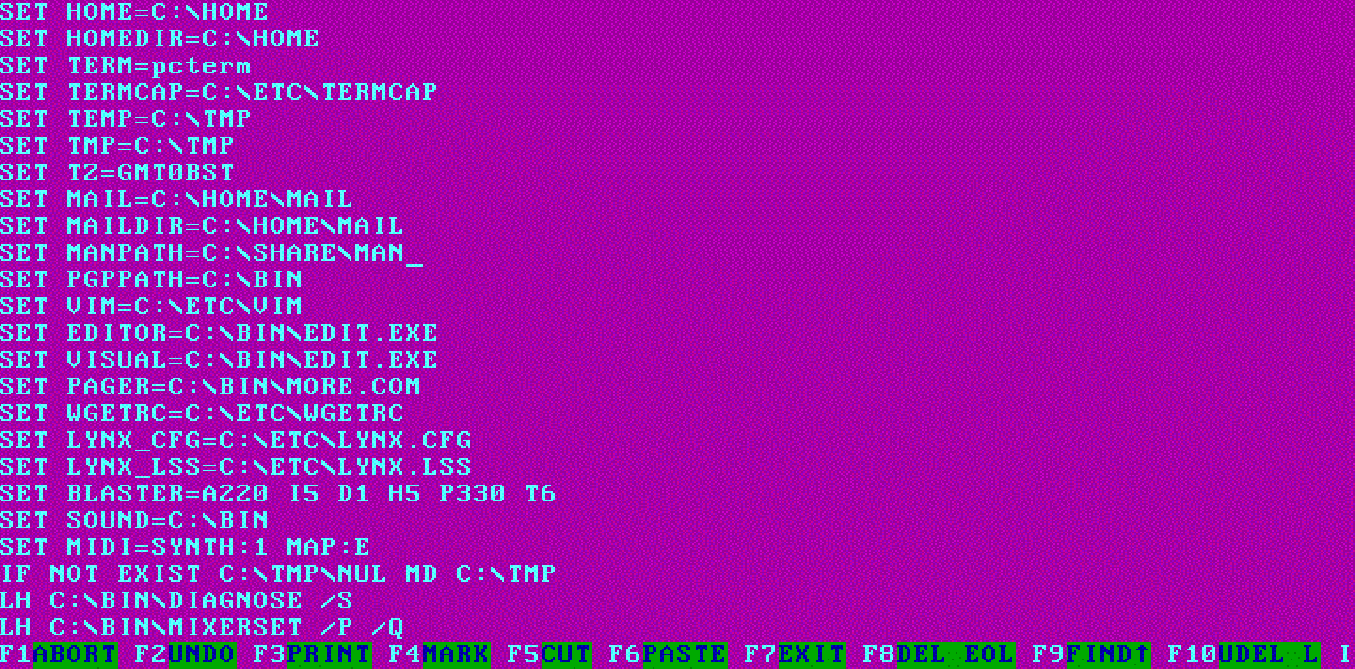 SET HOME=C:\HOME
SET HOMEDIR=C:\HOME
SET TERM=pcterm
SET TERMCAP=C:\ETC\TERMCAP
SET TEMP=C:\TMP
SET TMP=C:\TMP
SET TZ=GMT0BST
SET MAIL=C:\HOME\MAIL
SET MAILDIR=C:\HOME\MAIL
SET MANPATH=C:\SHARE\MAN_
SET PGPPATH=C:\BIN
SET VIM=C:\ETC\VIM
SET EDITOR=C:\BIN\EDIT.EXE
SET VISUAL=C:\BIN\EDIT.EXE
SET PAGER=C:\BIN\MORE.COM
SET WGETRC=C:\ETC\WGETRC
SET LYNX_CFG=C:\ETC\LYNX.CFG
SET LYNX_LSS=C:\ETC\LYNX.LSS
SET BLASTER=A220 I5 D1 H5 P330 T6
SET SOUND=C:\BIN
SET MIDI=SYNTH:1 MAP:E
IF NOT EXIST C:\TMP\NUL MD C:\TMP
LH C:\BIN\DIAGNOSE /S
LH C:\BIN\MIXERSET /P /Q
F1ABORT F2UNDO F3PRINT F4MARK F5CUT F6PASTE F7EXIT F8DEL EOL F9FIND↑ F10UDEL L I